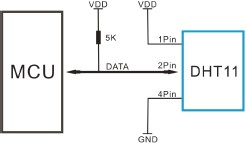 VDD
VDD
5K
1Pin
MCU
DATA
2Pin
DHT11
4Pin
GND